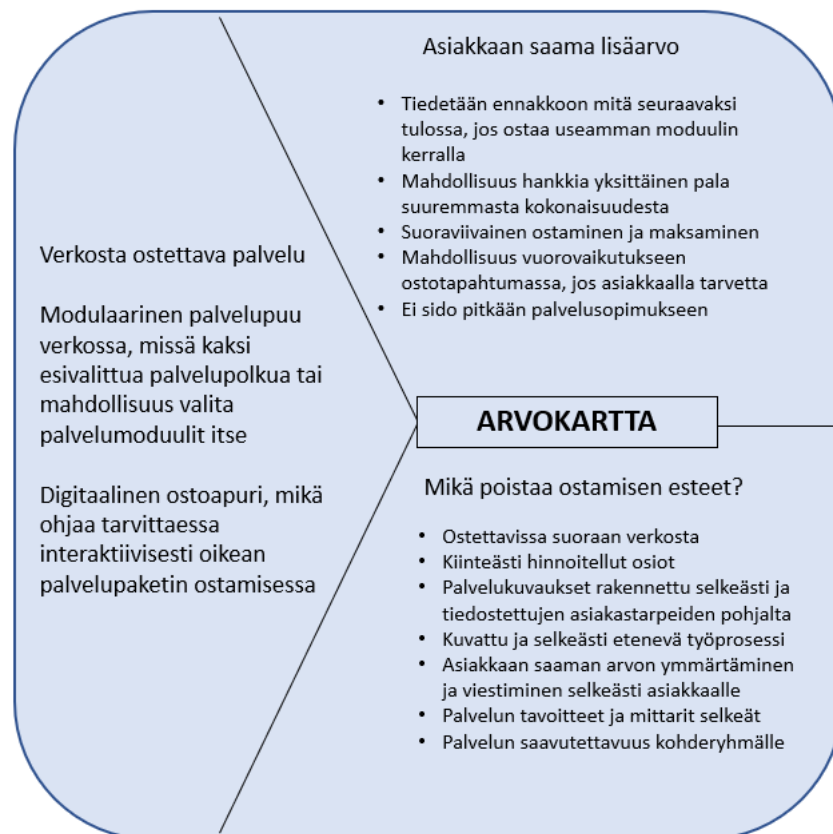 Asiakkaan saama lisäarvo
• Tiedetään ennakkoon mitä seuraavaksi
tulossa, jos ostaa useamman moduulin
kerralla
• Mahdollisuus hankkia yksittäinen pala
suuremmasta kokonaisuudesta
• Suoraviivainen ostaminen ja maksaminen
• Mahdollisuus vuorovaikutukseen
ostotapahtumassa, jos asiakkaalla tarvetta
• Ei sido pitkään palvelusopimukseen
Verkosta ostettava palvelu
Modulaarinen palvelupuu
verkossa, missä kaksi
esivalittua palvelupolkua tai
mahdollisuus valita
palvelumoduulit itse
Digitaalinen ostoapuri, mikä
ohjaa tarvittaessa
interaktiivisesti oikean
palvelupaketin ostamisessa
ARVOKARTTA
Mikä poistaa ostamisen esteet?
• Ostettavissa suoraan verkosta
• Kiinteästi hinnoitellut osiot
• Palvelukuvaukset rakennettu selkeästi ja
tiedostettujen asiakastarpeiden pohjalta
• Kuvattu ja selkeästi etenevä työprosessi
• Asiakkaan saaman arvon ymmärtäminen
ja viestiminen selkeästi asiakkaalle
• Palvelun tavoitteet ja mittarit selkeät
• Palvelun saavutettavuus kohderyhmälle